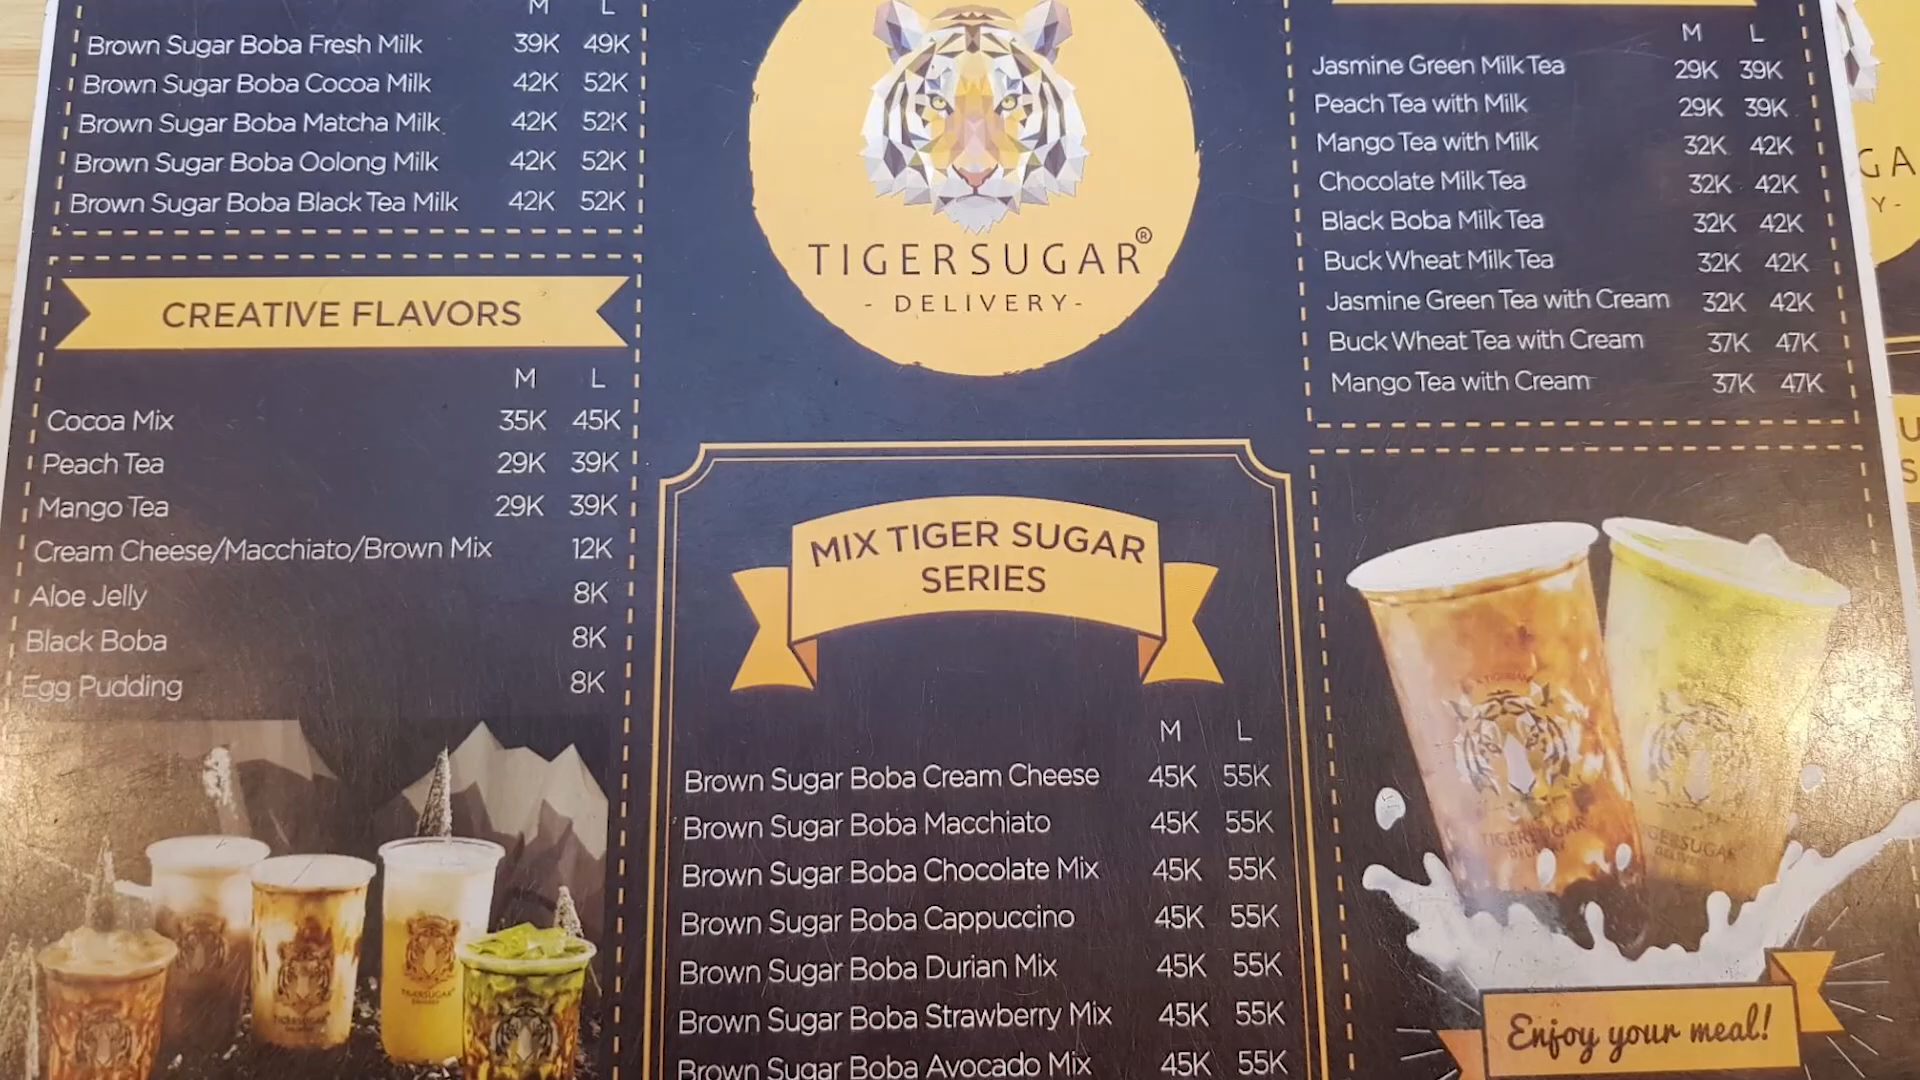 M L
Brown Sugar Boba Fresh Milk 39K 49K
Brown Sugar Boba Cocoa Milk 42K 52K
Brown Sugar Boba Matcha Milk 42K 52K
Brown Sugar Boba Oolong Milk 42K 52K
Brown Sugar Boba Black Tea Milk 42K 52K
CREATIVE FLAVORS
M L
Cocoa Mix 35K 45K
Peach Tea 29K 39K
Mango Tea 29K 39K
Cream Cheese/Macchiato/Brown Mix 12K
Aloe Jelly 8K
Black Boba 8K
Egg Pudding 8K
TIGERSUGAR®
- DELIVERY-
MIX TIGER SUGAR
SERIES
M L
Brown Sugar Boba Cream Cheese 45K 55K
Brown Sugar Boba Macchiato 45K 55K
Brown Sugar Boba Chocolate Mix 45K 55K
Brown Sugar Boba Cappuccino 45K 55K
Brown Sugar Boba Durian Mix 45K 55K
Brown Sugar Boba Strawberry Mix 45K 55K
Brown Sugar Boba Avocado Mix 45K 55K
M L
Jasmine Green Milk Tea 29K 39K
Peach Tea with Milk 29K 39K
Mango Tea with Milk 32K 42K
Chocolate Milk Tea 32K 42K
Black Boba Milk Tea 32K 42K
Buck Wheat Milk Tea 32K 42K
Jasmine Green Tea with Cream 32K 42K
Buck Wheat Tea with Cream 37K 47K
Mango Tea with Cream 37K 47K
TIGERSUGAR
DELIVERY
Enjoy your meal!